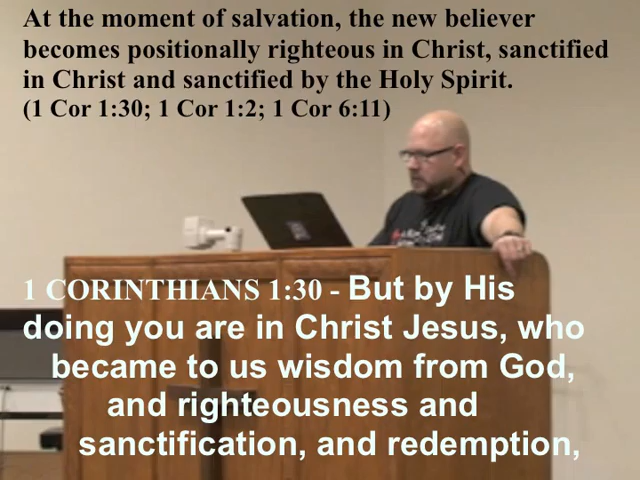 At the moment of salvation, the new believer
becomes positionally righteous in Christ, sanctified
in Christ and sanctified by the Holy Spirit.
(1 Cor 1:30; 1 Cor 1:2; 1 Cor 6:11)
1 CORINTHIANS 1:30 - But by His
doing you are in Christ Jesus, who
became to us wisdom from God,
and righteousness and
sanctification, and redemption,